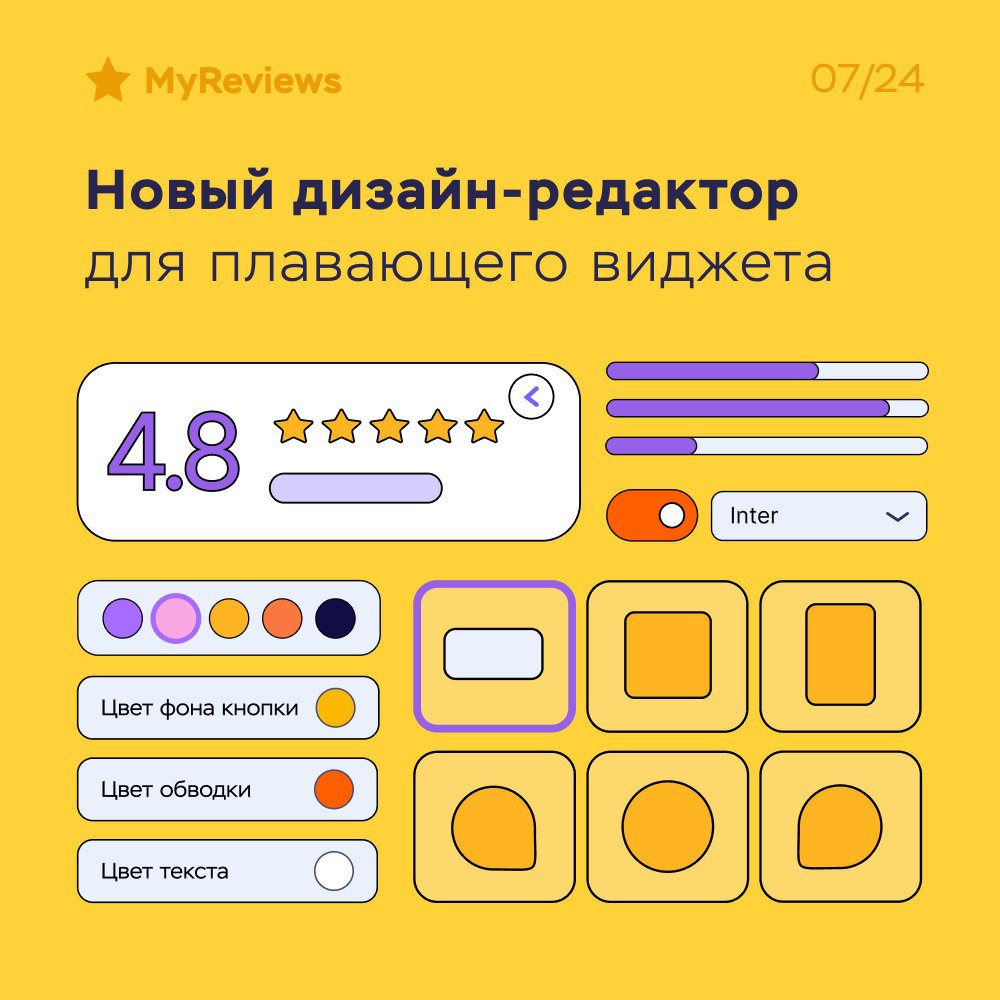 MyReviews
07/24
Новый дизайн-редактор
для плавающего виджета
4.8
Inter
Цвет фона кнопки
Цвет обводки
Цвет текста